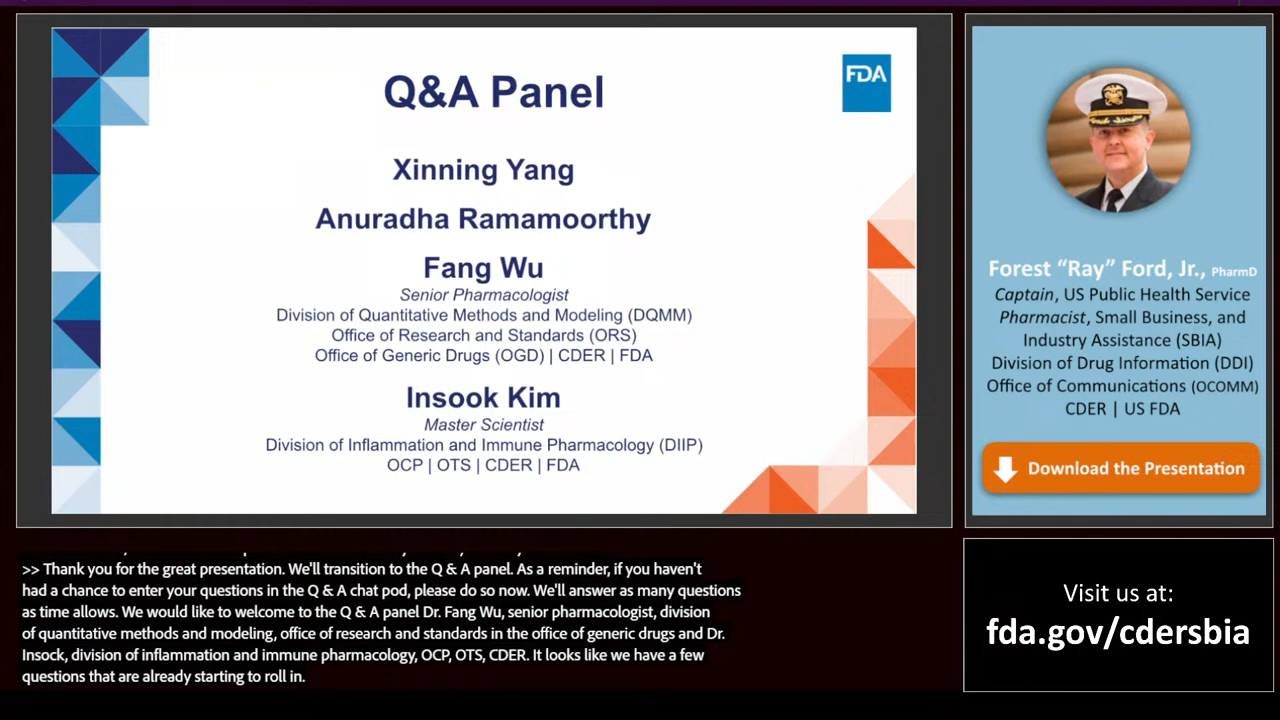 Q&A Panel
FDA
Xinning Yang
Anuradha Ramamoorthy
Fang Wu
Senior Pharmacologist
Division of Quantitative Methods and Modeling (DQMM)
Office of Research and Standards (ORS)
Office of Generic Drugs (OGD) | CDER | FDA
Insook Kim
Master Scientist
Division of Inflammation and Immune Pharmacology (DIIP)
OCP | OTS | CDER | FDA
Forest “Ray” Ford, Jr., PharmD
Captain, US Public Health Service
Pharmacist, Small Business, and
Industry Assistance (SBIA)
Division of Drug Information (DDI)
Office of Communications (OCOMM)
CDER | US FDA
Download the Presentation
>> Thank you for the great presentation. We'll transition to the Q & A panel. As a reminder, if you haven't
had a chance to enter your questions in the Q & A chat pod, please do so now. We'll answer as many questions
as time allows. We would like to welcome to the Q & A panel Dr. Fang Wu, senior pharmacologist, division
of quantitative methods and modeling, office of research and standards in the office of generic drugs and Dr.
Insock, division of inflammation and immune pharmacology, OCP, OTS, CDER. It looks like we have a few
questions that are already starting to roll in.
Visit us at:
fda.gov/cdersbia